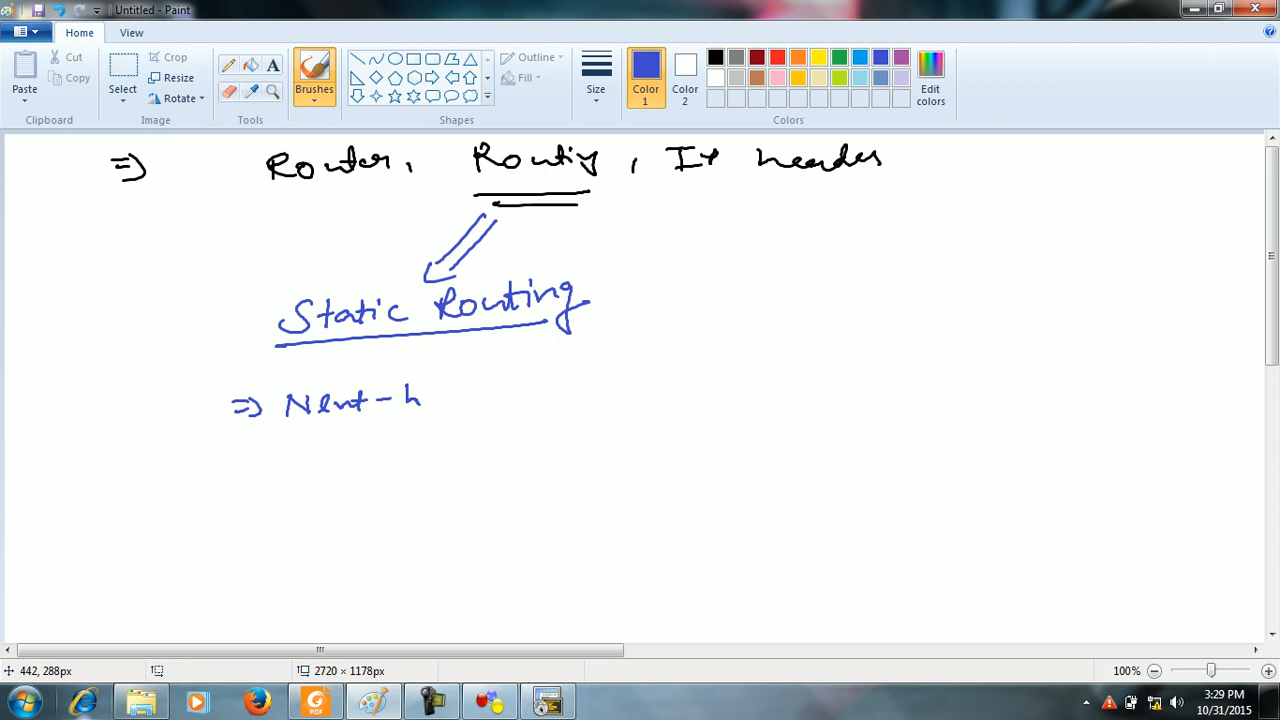 Untitled - Paint
Home View
Paste Cut Copy Clipboard
Select Crop Resize Rotate Image
Tools
Brushes
Outline Fill Shapes
Size
Color 1 Color 2 Edit colors Colors
⇒ Router, Routing, IP header
Static Routing
⇒ Next-h
442, 288px 2720 × 1178px 100%
PDF
3:29 PM
10/31/2015